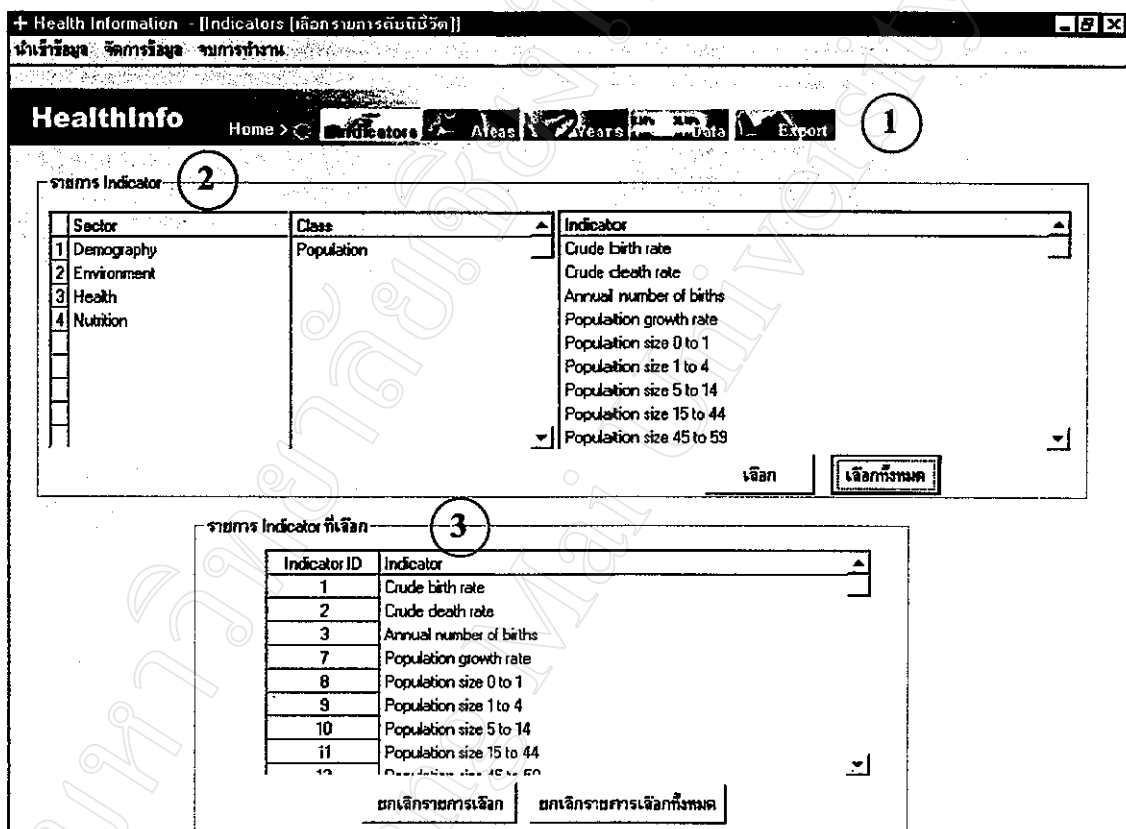 Health Information - [Indicators [เลือกรายการดัชนีชี้วัด]]
นำเข้าข้อมูล จัดการข้อมูล จบการทำงาน
HealthInfo Home > Indicators Areas Years Data Export 1
รายการ Indicator 2
Sector Class Indicator
1 Demography Population Crude birth rate
2 Environment Crude death rate
3 Health Annual number of births
4 Nutrition Population growth rate
Population size 0 to 1
Population size 1 to 4
Population size 5 to 14
Population size 15 to 44
Population size 45 to 59
เลือก เลือกทั้งหมด
รายการ Indicator ที่เลือก 3
Indicator ID Indicator
1 Crude birth rate
2 Crude death rate
3 Annual number of births
7 Population growth rate
8 Population size 0 to 1
9 Population size 1 to 4
10 Population size 5 to 14
11 Population size 15 to 44
12 Population size 45 to 59
ยกเลิกรายการเลือก ยกเลิกรายการเลือกทั้งหมด